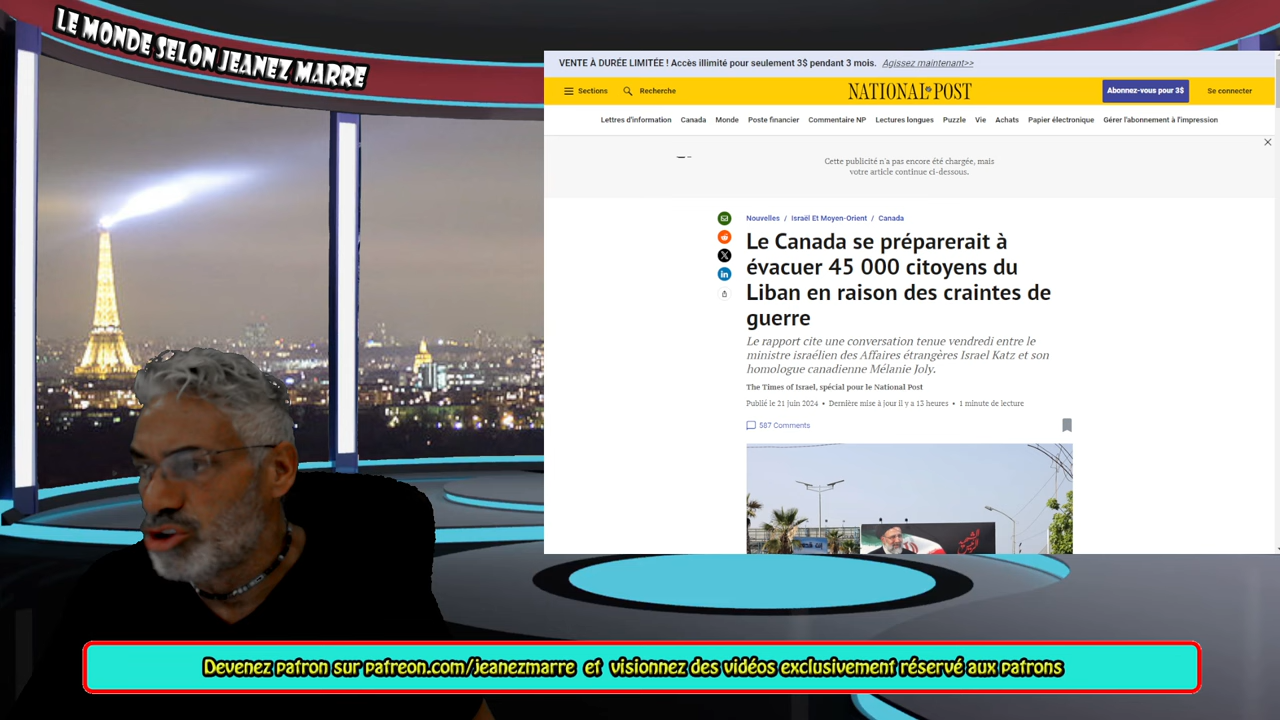 LE MONDE SELON JEANEZ MARRE
VENTE À DURÉE LIMITÉE ! Accès illimité pour seulement 3$ pendant 3 mois. Agissez maintenant>>
Sections Recherche NATIONAL POST Abonnez-vous pour 3$ Se connecter
Lettres d'information Canada Monde Poste financier Commentaire NP Lectures longues Puzzle Vie Achats Papier électronique Gérer l'abonnement à l'impression
Cette publicité n'a pas encore été chargée, mais
votre article continue ci-dessous.
Nouvelles / Israël Et Moyen-Orient / Canada
Le Canada se préparerait à
évacuer 45 000 citoyens du
Liban en raison des craintes de
guerre
Le rapport cite une conversation tenue vendredi entre le
ministre israélien des Affaires étrangères Israel Katz et son
homologue canadienne Mélanie Joly.
The Times of Israel, spécial pour le National Post
Publié le 21 juin 2024 • Dernière mise à jour il y a 13 heures • 1 minute de lecture
587 Comments
Devenez patron sur patreon.com/jeanezmarre et visionnez des vidéos exclusivement réservé aux patrons